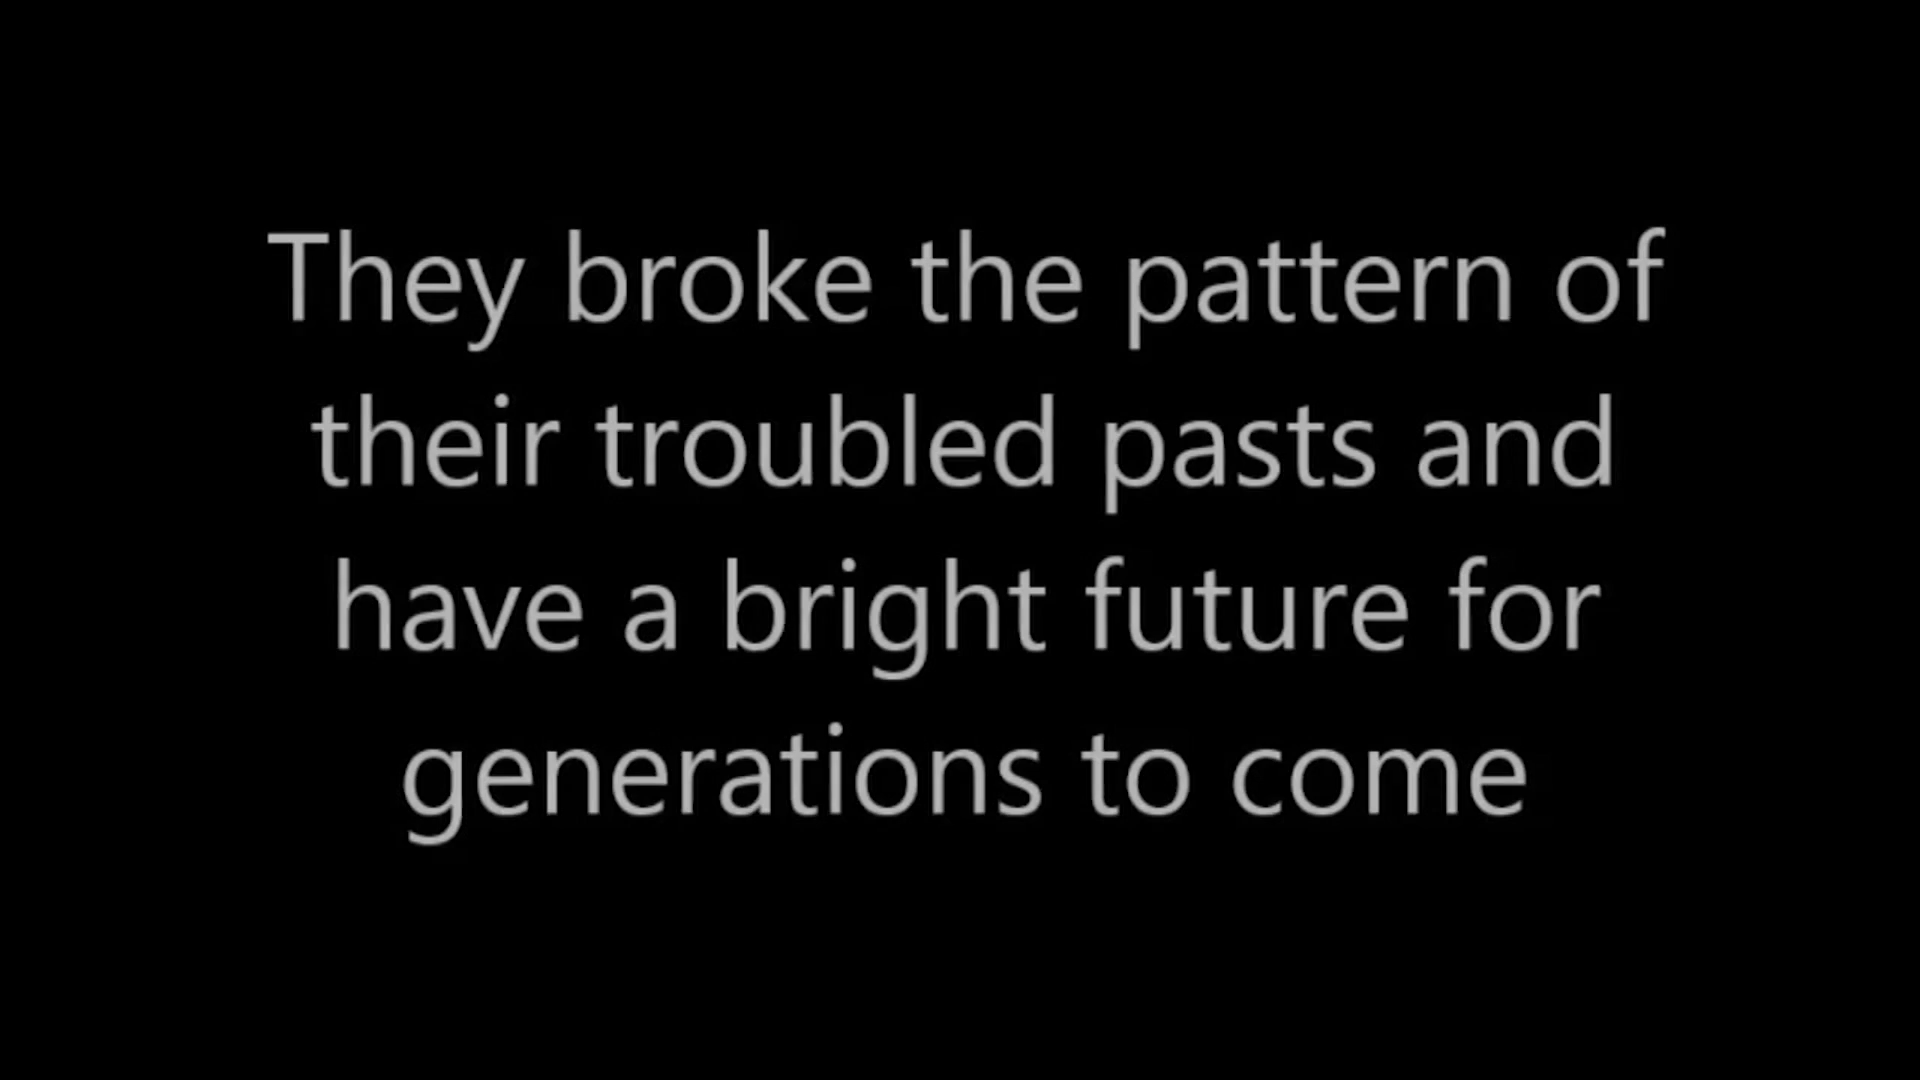 They broke the pattern of
their troubled pasts and
have a bright future for
generations to come